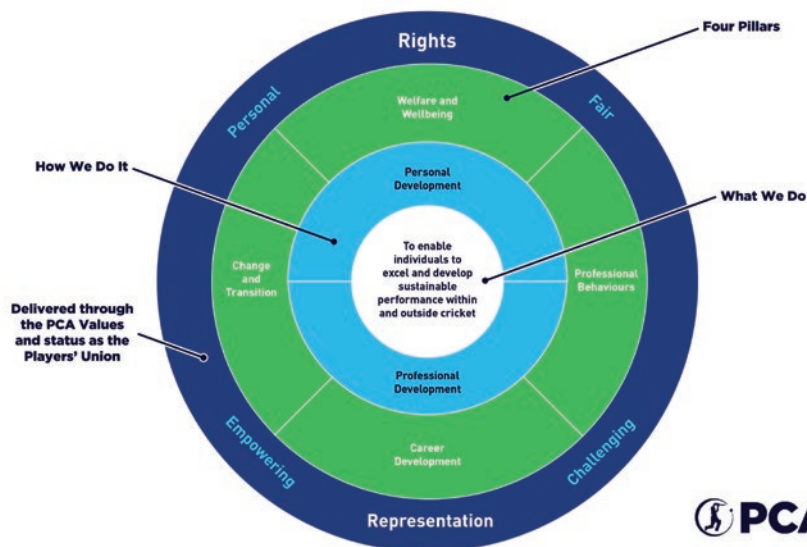 Rights
Four Pillars
Personal
Fair
Welfare and
Wellbeing
How We Do It
Personal
Development
What We Do
To enable
individuals to
excel and develop
sustainable
performance within
and outside cricket
Change
and
Transition
Professional
Behaviours
Delivered through
the PCA Values
and status as the
Players' Union
Professional
Development
Empowering
Career
Development
Challenging
Representation
PCA